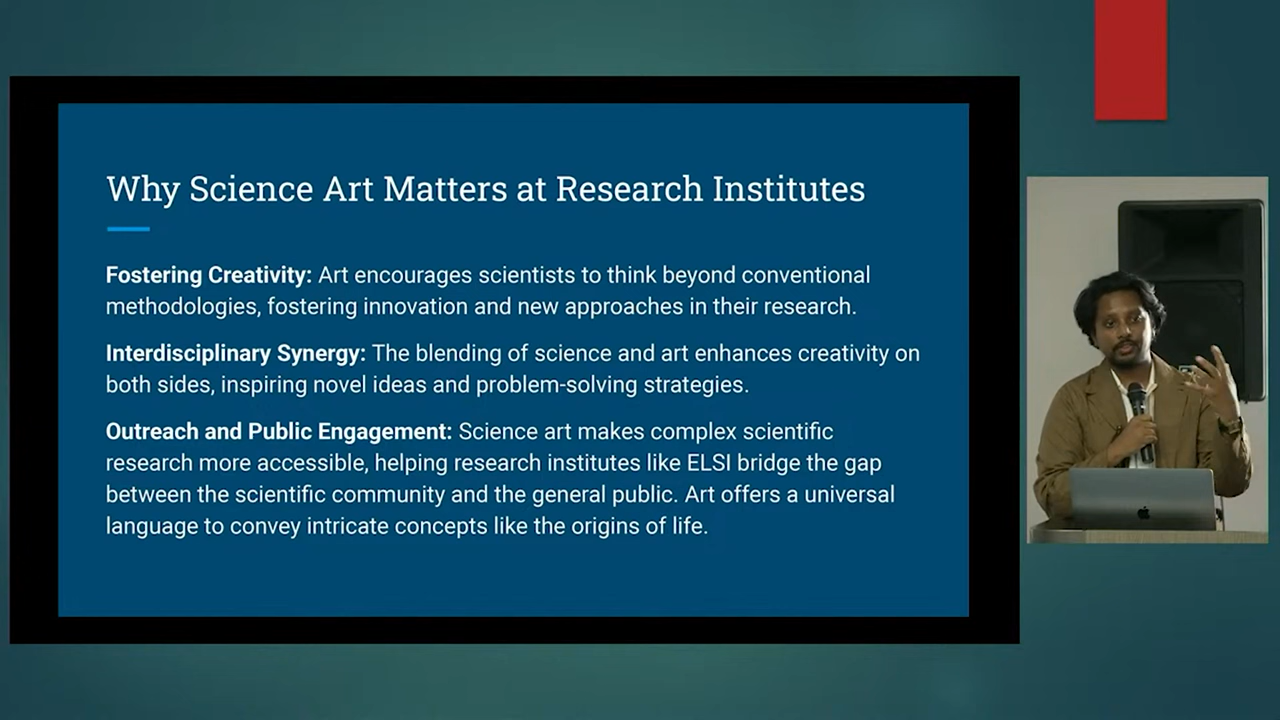 Why Science Art Matters at Research Institutes
Fostering Creativity: Art encourages scientists to think beyond conventional
methodologies, fostering innovation and new approaches in their research.
Interdisciplinary Synergy: The blending of science and art enhances creativity on
both sides, inspiring novel ideas and problem-solving strategies.
Outreach and Public Engagement: Science art makes complex scientific
research more accessible, helping research institutes like ELSI bridge the gap
between the scientific community and the general public. Art offers a universal
language to convey intricate concepts like the origins of life.